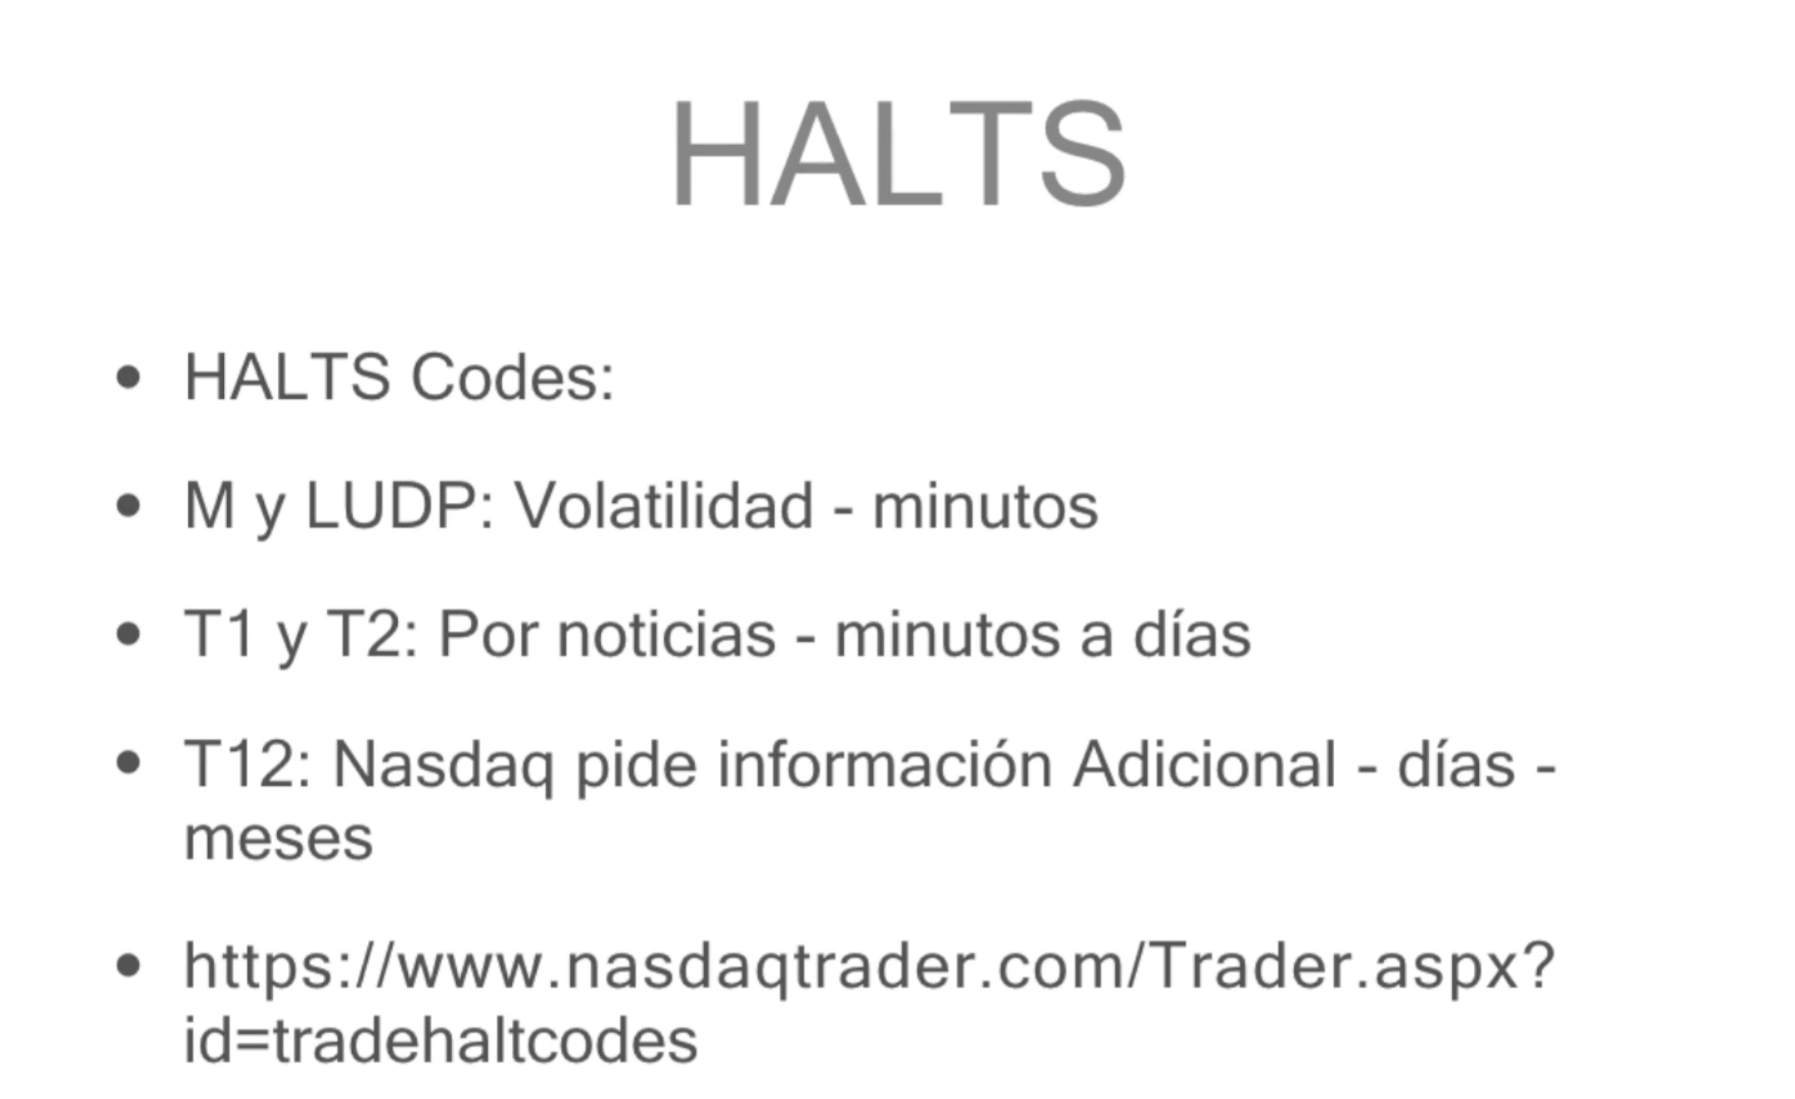 HALTS
• HALTS Codes:
• M y LUDP: Volatilidad - minutos
• T1 y T2: Por noticias - minutos a días
• T12: Nasdaq pide información Adicional - días -
meses
• https://www.nasdaqtrader.com/Trader.aspx?
id=tradehaltcodes